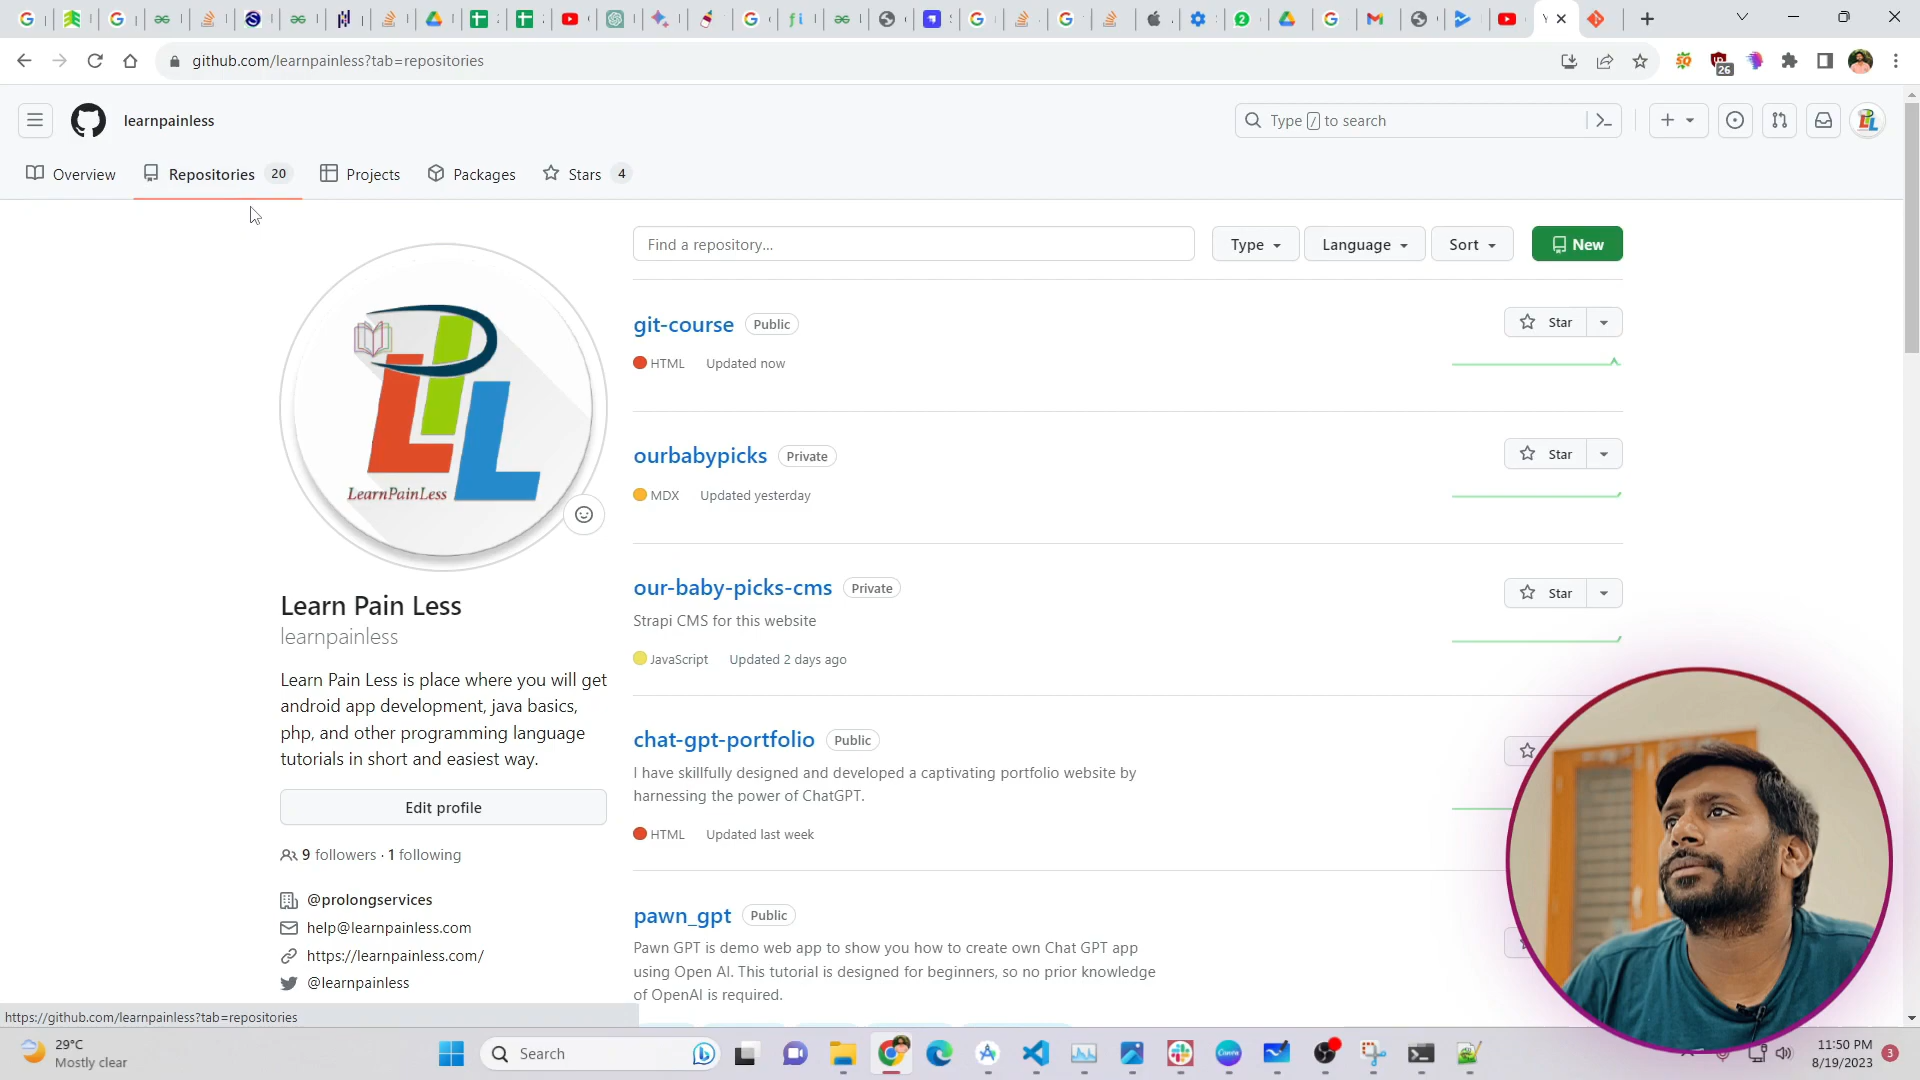 github.com/learnpainless?tab=repositories
26
learnpainless
Type / to search
Overview
Repositories 20
Projects
Packages
Stars 4
Find a repository...
Type
Language
Sort
New
git-course Public
Star
HTML Updated now
ourbabypicks Private
Star
MDX Updated yesterday
our-baby-picks-cms Private
Star
Strapi CMS for this website
JavaScript Updated 2 days ago
chat-gpt-portfolio Public
I have skillfully designed and developed a captivating portfolio website by
harnessing the power of ChatGPT.
HTML Updated last week
pawn_gpt Public
Pawn GPT is demo web app to show you how to create own Chat GPT app
using Open AI. This tutorial is designed for beginners, so no prior knowledge
of OpenAI is required.
LearnPainLess
Learn Pain Less
learnpainless
Learn Pain Less is place where you will get
android app development, java basics,
php, and other programming language
tutorials in short and easiest way.
Edit profile
9 followers · 1 following
@prolongservices
help@learnpainless.com
https://learnpainless.com/
@learnpainless
https://github.com/learnpainless?tab=repositories
29°C
Mostly clear
Search
11:50 PM
8/19/2023
3